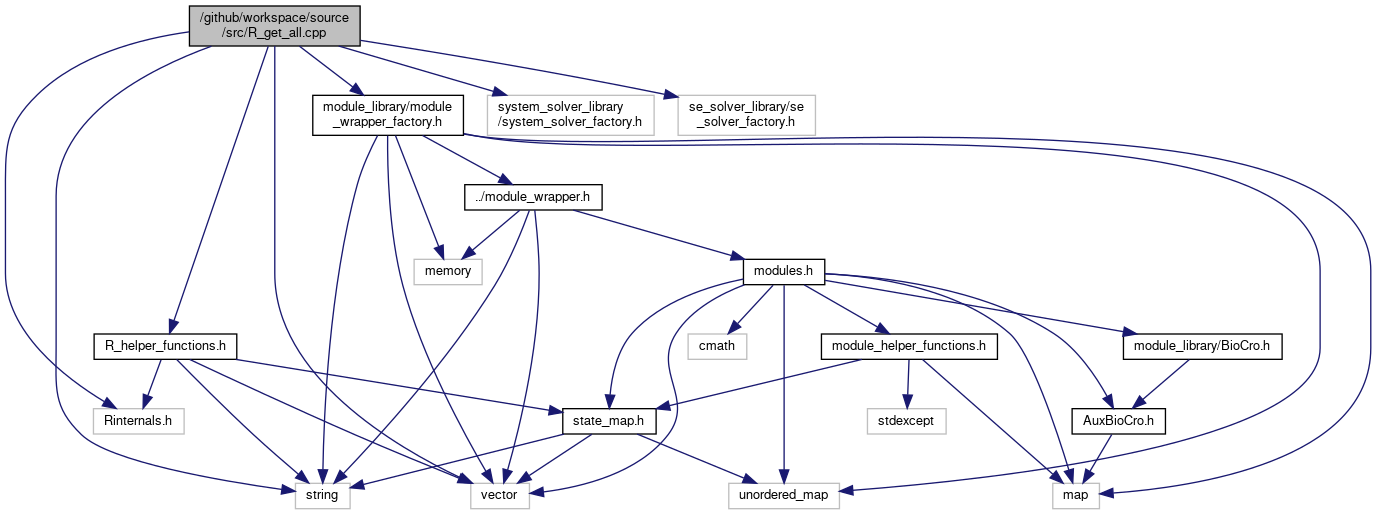 /github/workspace/source
/src/R_get_all.cpp
module_library/module
_wrapper_factory.h
system_solver_library
/system_solver_factory.h
se_solver_library/se
_solver_factory.h
../module_wrapper.h
memory
modules.h
R_helper_functions.h
cmath
module_helper_functions.h
module_library/BioCro.h
Rinternals.h
state_map.h
stdexcept
AuxBioCro.h
string
vector
unordered_map
map